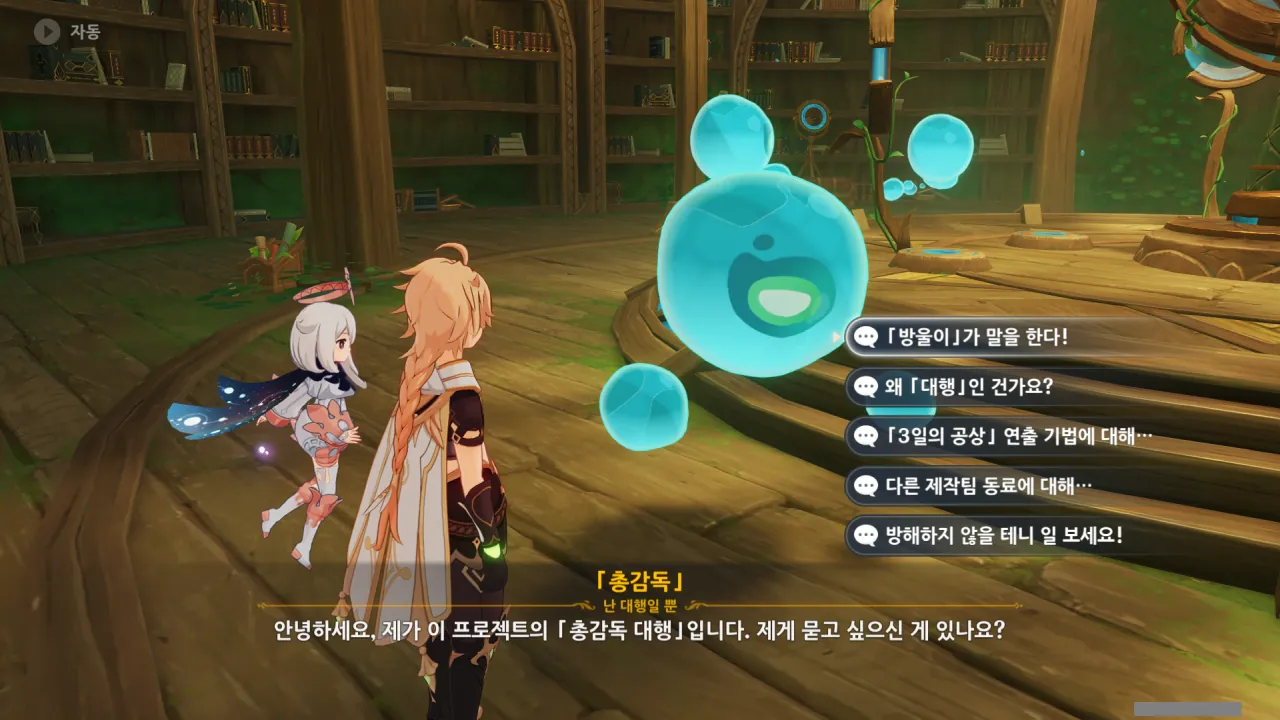 자동
「방울이」가 말을 한다!
왜 「대행」인 건가요?
「3일의 공상」 연출 기법에 대해…
다른 제작팀 동료에 대해…
방해하지 않을 테니 일 보세요!
「총감독」
난 대행일 뿐
안녕하세요, 제가 이 프로젝트의 「총감독 대행」입니다. 제게 묻고 싶으신 게 있나요?